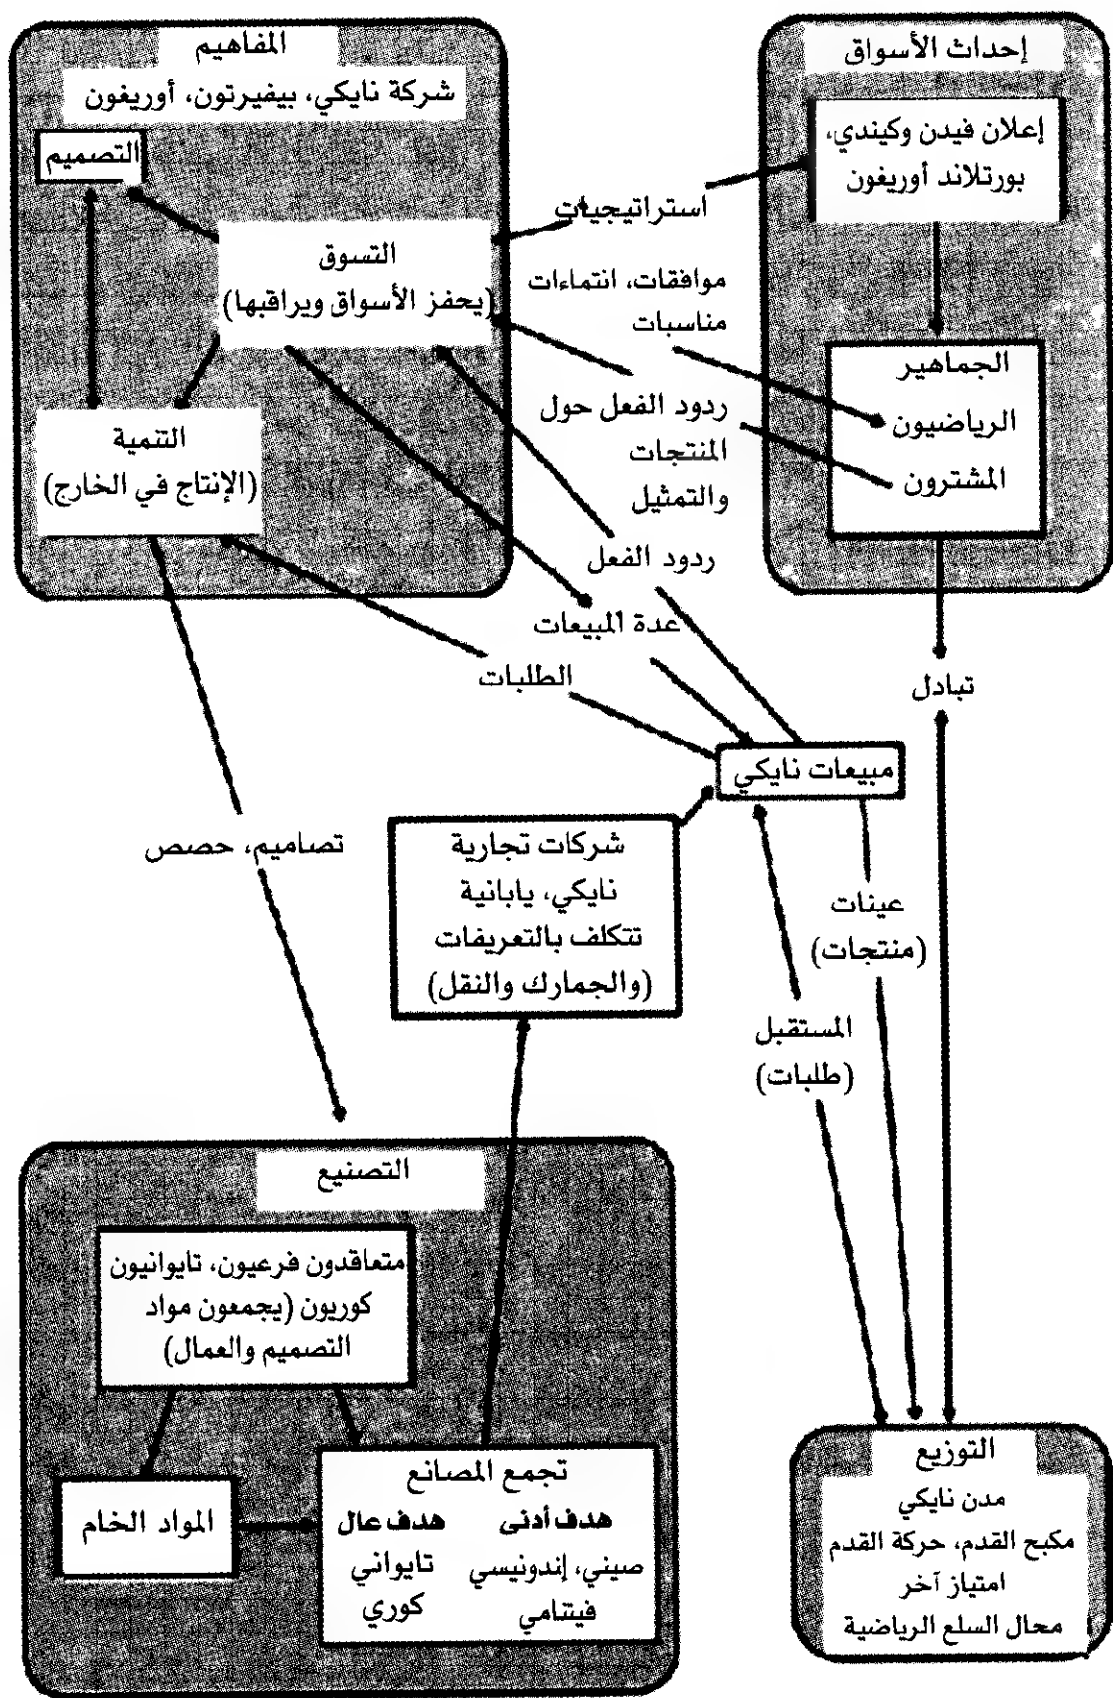 المفاهيم
شركة نايكي، بيفيرتون، أوريغون
التصميم
التسوق
(يحفز الأسواق ويراقبها)
التنمية
(الإنتاج في الخارج)
إحداث الأسواق
إعلان فيدن وكيندي،
بورتلاند أوريغون
الجماهير
الرياضيون
المشترون
استراتيجيات
موافقات، انتماءات
مناسبات
ردود الفعل حول
المنتجات
والتمثيل
ردود الفعل
عدة المبيعات
الطلبات
تبادل
مبيعات نايكي
تصاميم، حصص
شركات تجارية
نايكي، يابانية
تتكلف بالتعريفات
(والجمارك والنقل)
عينات
(منتجات)
المستقبل
(طلبات)
التصنيع
متعاقدون فرعيون، تايوانيون
كوريون (يجمعون مواد
التصميم والعمال)
المواد الخام
تجمع المصانع
هدف أدنى
صيني، إندونيسي
فيتنامي
هدف عال
تايواني
كوري
التوزيع
مدن نايكي
مكبح القدم، حركة القدم
امتياز آخر
محال السلع الرياضية